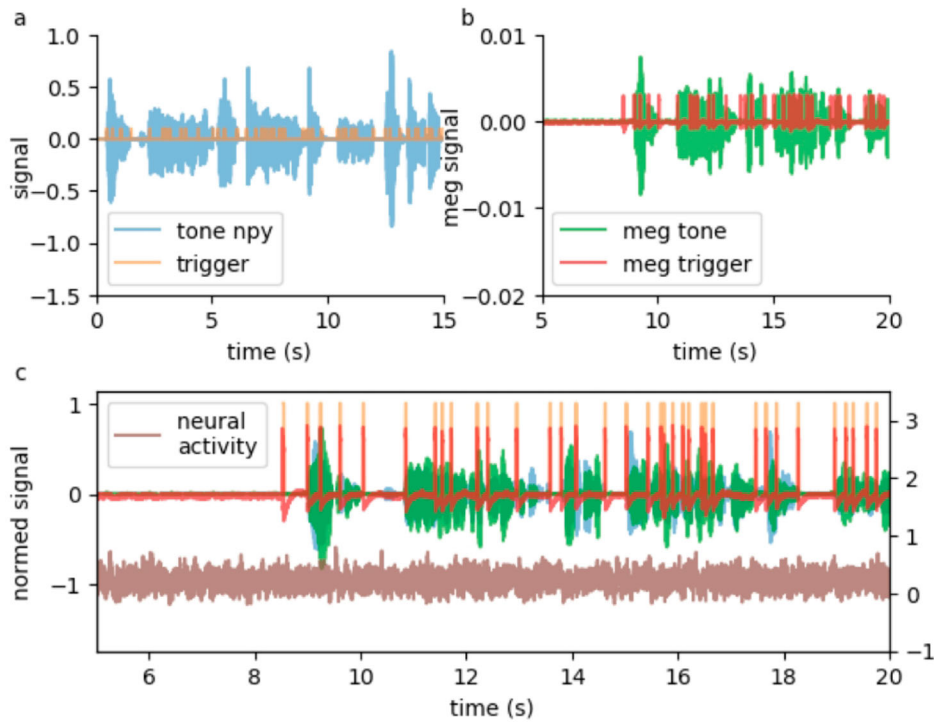 a
1.0
0.5
0.0
−0.5
−1.0
−1.5
signal
tone npy
trigger
0
5
10
15
time (s)
b
0.01
0.00
−0.01
−0.02
meg signal
meg tone
meg trigger
5
10
15
20
time (s)
c
1
0
−1
normed signal
neural
activity
3
2
1
0
−1
6
8
10
12
14
16
18
20
time (s)